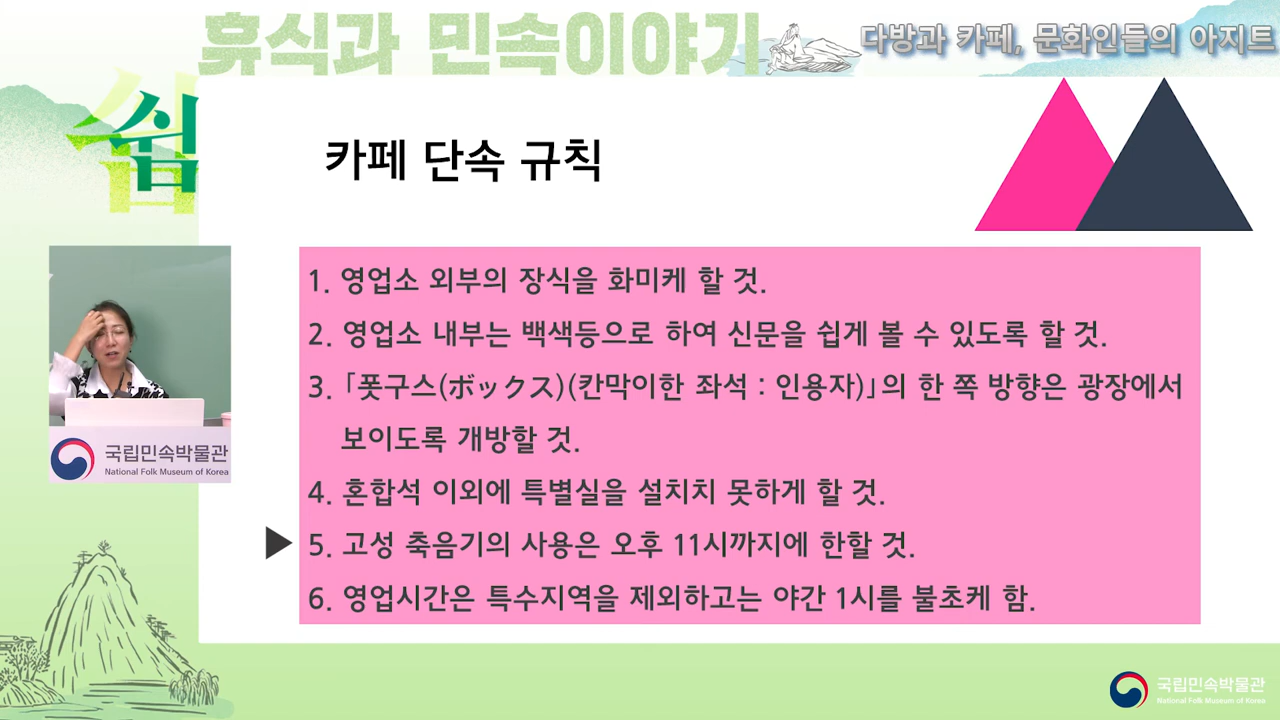 휴식과 민속이야기
다방과 카페, 문화인들의 아지트
쉼
카페 단속 규칙
1. 영업소 외부의 장식을 화미케 할 것.
2. 영업소 내부는 백색등으로 하여 신문을 쉽게 볼 수 있도록 할 것.
3. ｢폿구스(ボックス)(칸막이한 좌석 : 인용자)｣의 한 쪽 방향은 광장에서
보이도록 개방할 것.
4. 혼합석 이외에 특별실을 설치치 못하게 할 것.
5. 고성 축음기의 사용은 오후 11시까지에 한할 것.
6. 영업시간은 특수지역을 제외하고는 야간 1시를 불초케 함.
국립민속박물관
National Folk Museum of Korea
국립민속박물관
National Folk Museum of Korea